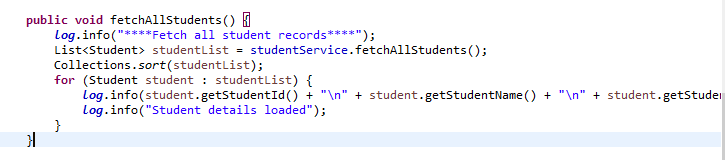 public void fetchAllStudents() {
log.info("****Fetch all student records****");
List<Student> studentList = studentService.fetchAllStudents();
Collections.sort(studentList);
for (Student student : studentList) {
log.info(student.getStudentId() + "\n" + student.getStudentName() + "\n" + student.getStude
log.info("Student details loaded");
}
}